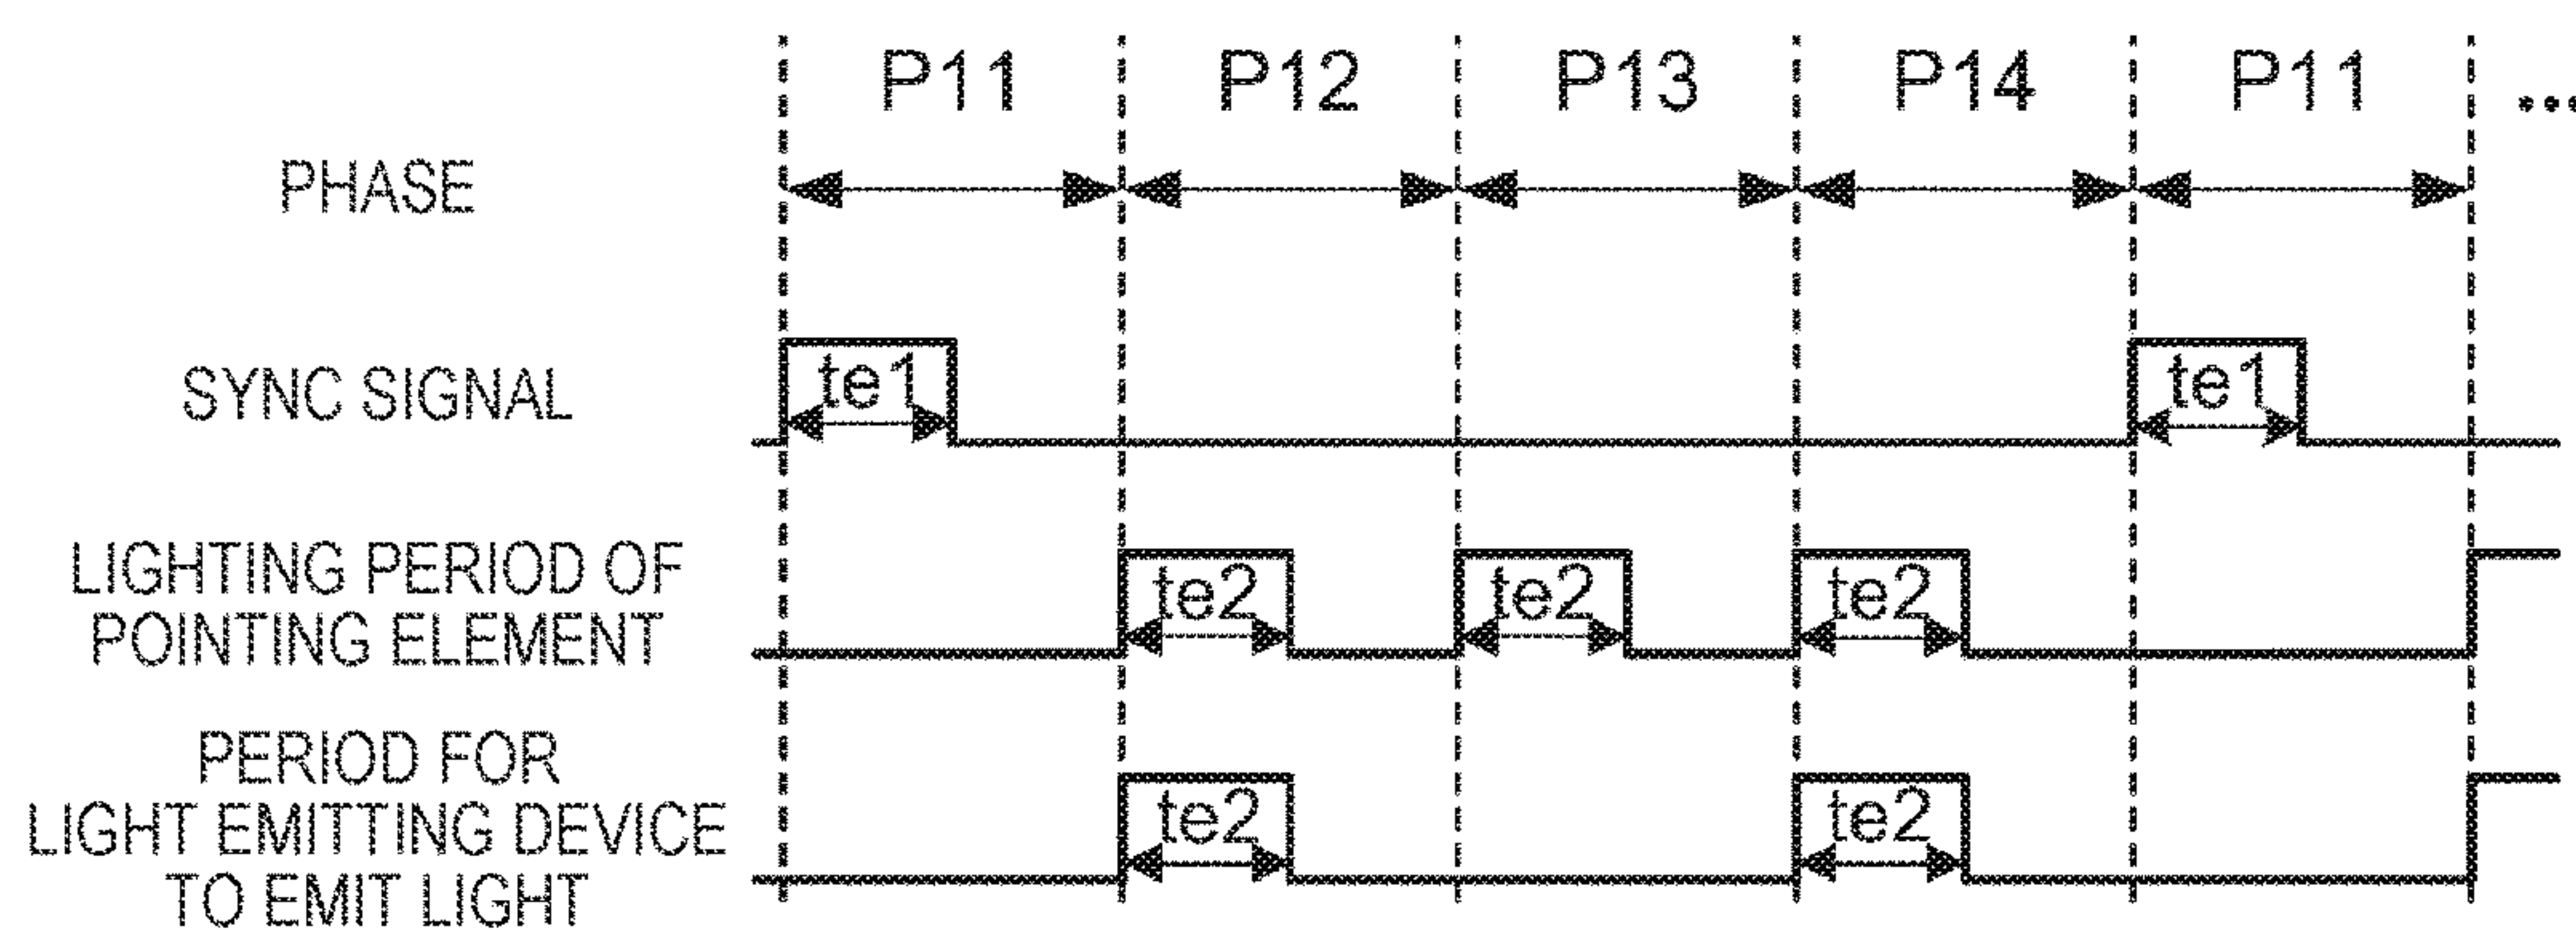 P11 P12 P13 P14 P11 ...
PHASE
SYNC SIGNAL te1 te1
LIGHTING PERIOD OF
POINTING ELEMENT te2 te2 te2
PERIOD FOR
LIGHT EMITTING DEVICE te2 te2
TO EMIT LIGHT